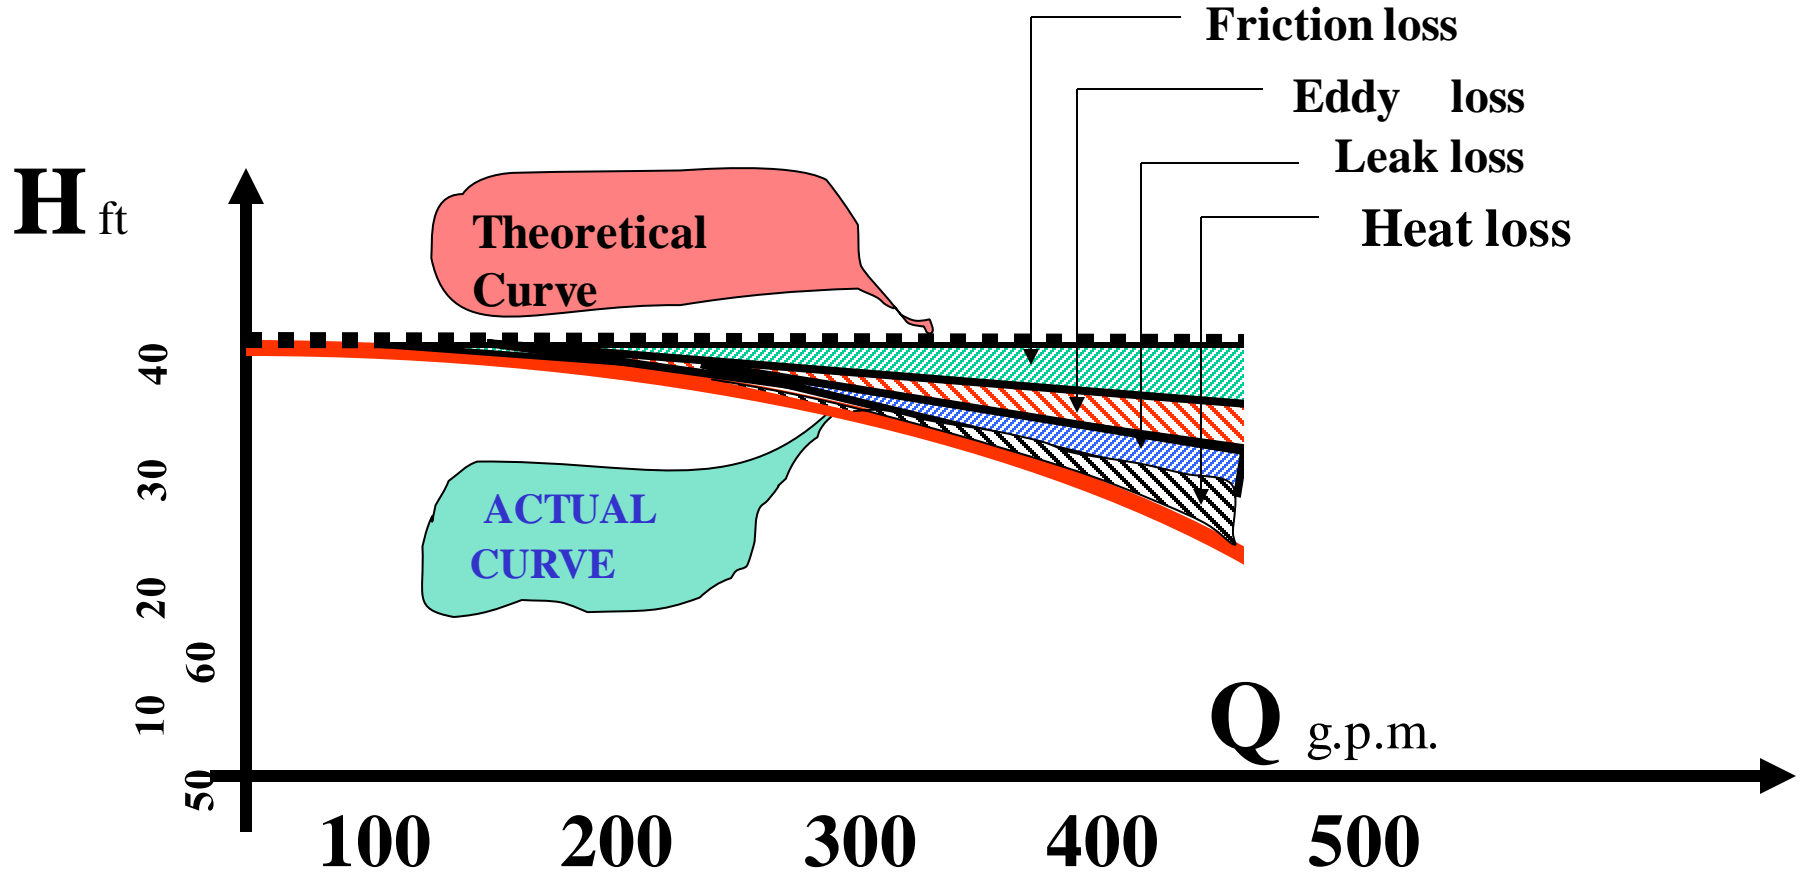 Friction loss
Eddy loss
Leak loss
Heat loss
H ft
Theoretical
Curve
40
30
20
10
60
50
ACTUAL
CURVE
Q g.p.m.
100 200 300 400 500